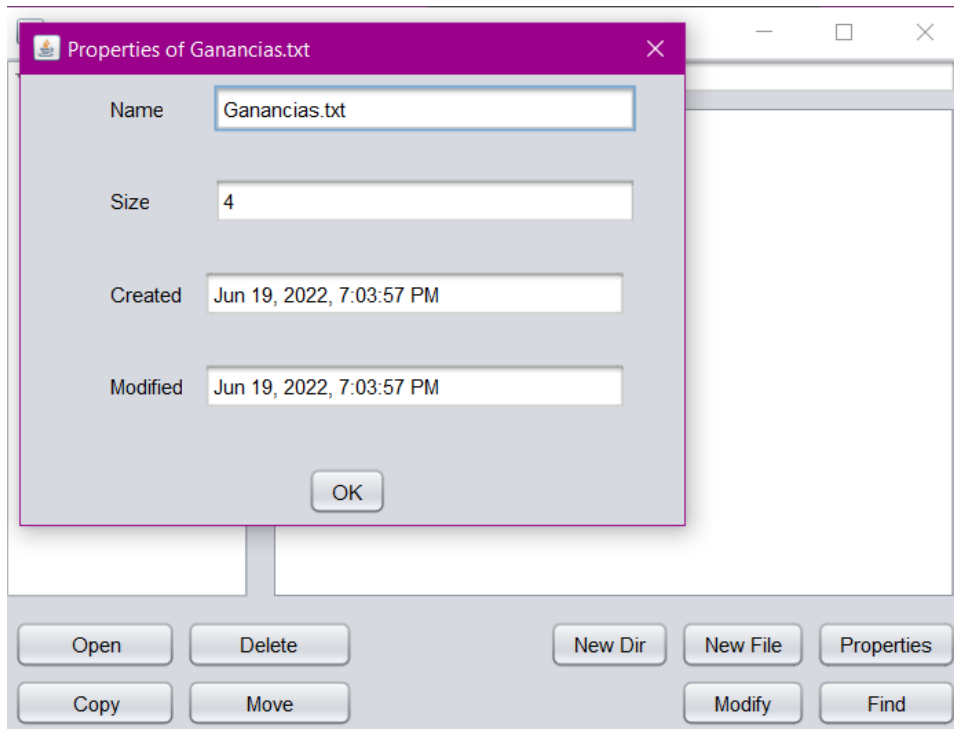 Properties of Ganancias.txt
Name Ganancias.txt
Size 4
Created Jun 19, 2022, 7:03:57 PM
Modified Jun 19, 2022, 7:03:57 PM
OK
Open Delete New Dir New File Properties
Copy Move Modify Find